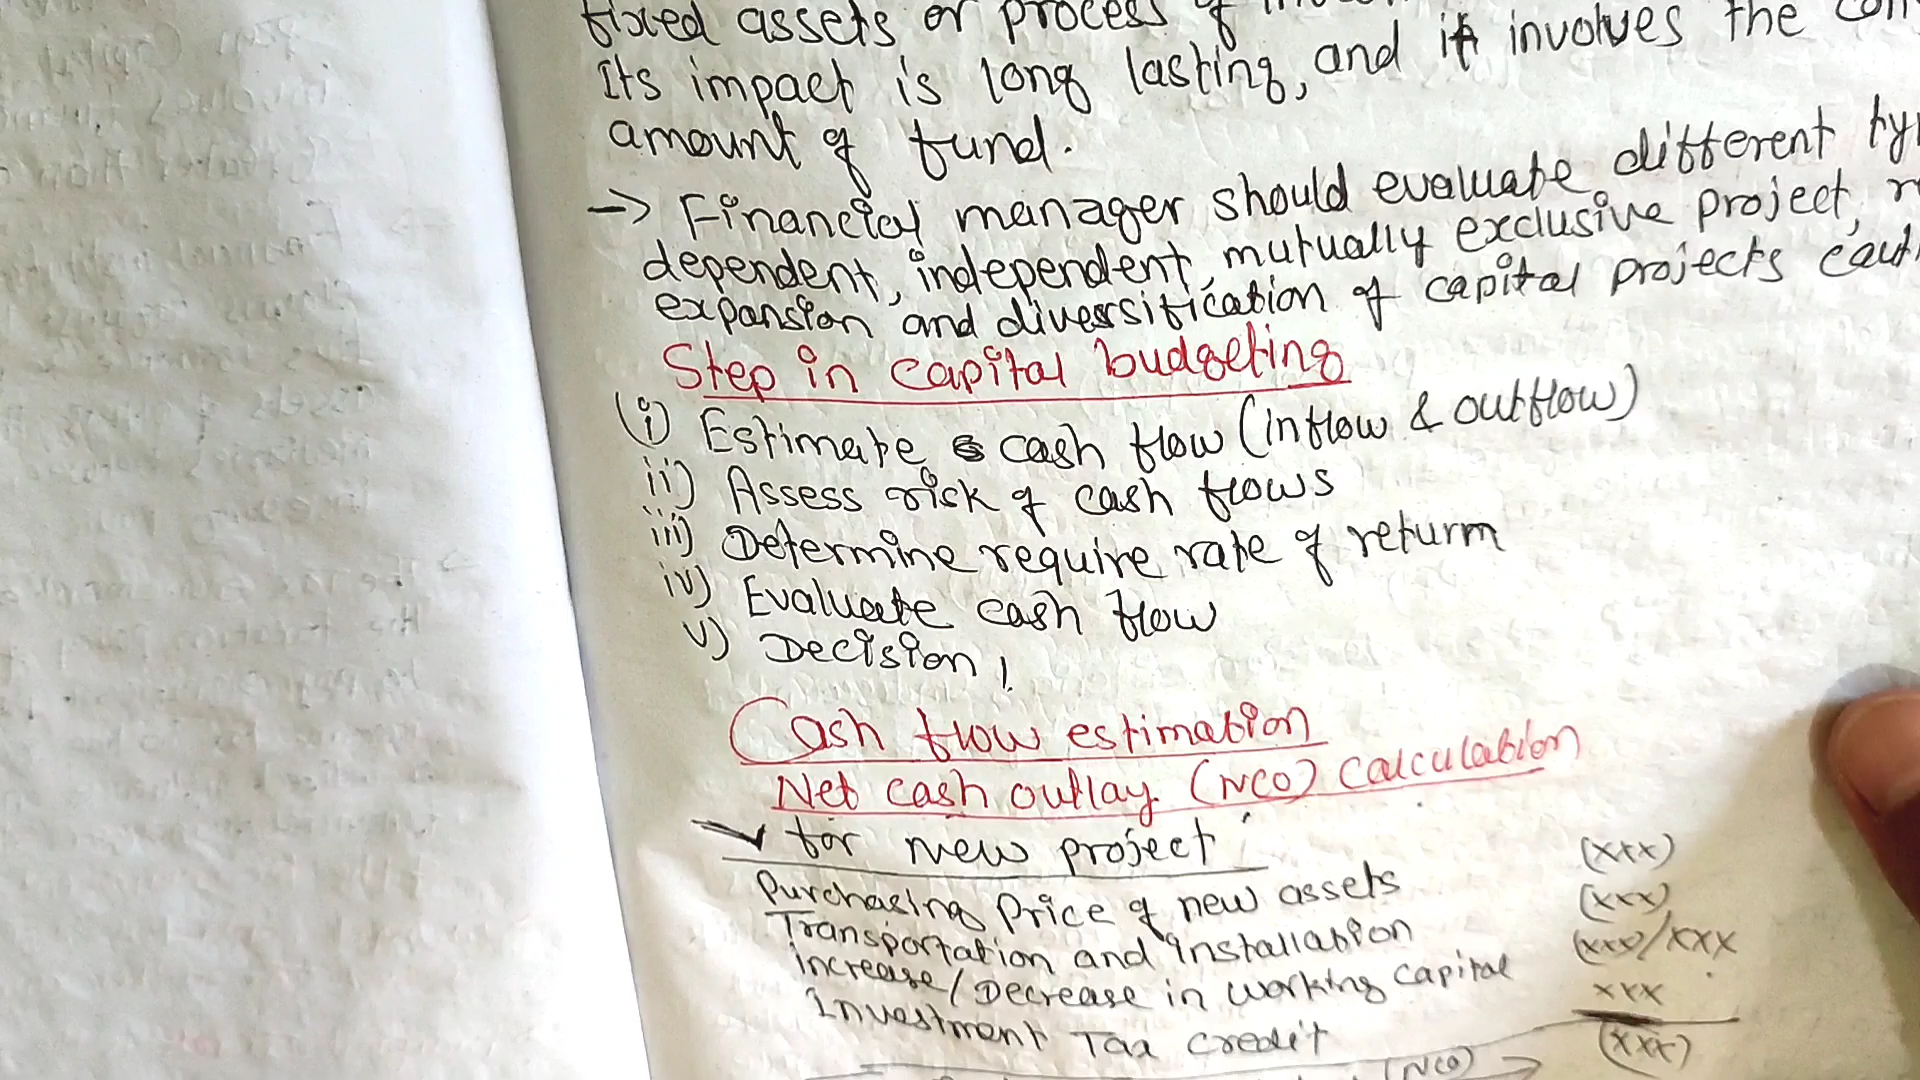 fixed assets or process of
Its impact is long lasting, and it involves the
amount of fund.
→ Financial manager should evaluate different
dependent, independent, mutually exclusive project,
expansion and diversification of capital projects
Step in capital budgeting
(i) Estimate cash flow (inflow & outflow)
ii) Assess risk of cash flows
iii) Determine require rate of return
iv) Evaluate cash flow
v) Decision!
Cash flow estimation
Net cash outlay (NCO) calculation
for new project
Purchasing Price of new assets (xxx)
Transportation and installation (xxx)
increase/Decrease in working capital (xxx)/xxx
Investment Tax credit xxx
(NCO) → (xxx)